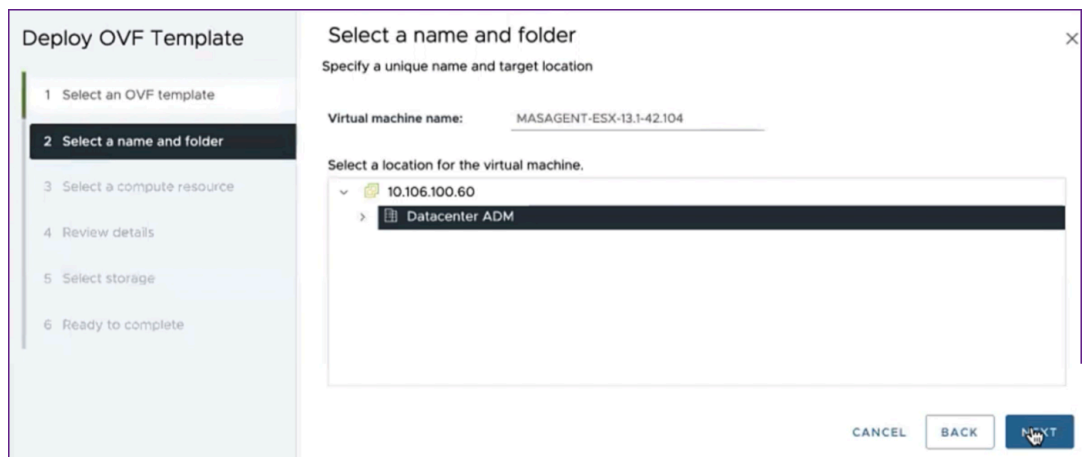 Deploy OVF Template
1 Select an OVF template
2 Select a name and folder
3 Select a compute resource
4 Review details
5 Select storage
6 Ready to complete
Select a name and folder
Specify a unique name and target location
Virtual machine name: MASAGENT-ESX-13.1-42.104
Select a location for the virtual machine.
10.106.100.60
Datacenter ADM
CANCEL BACK NEXT